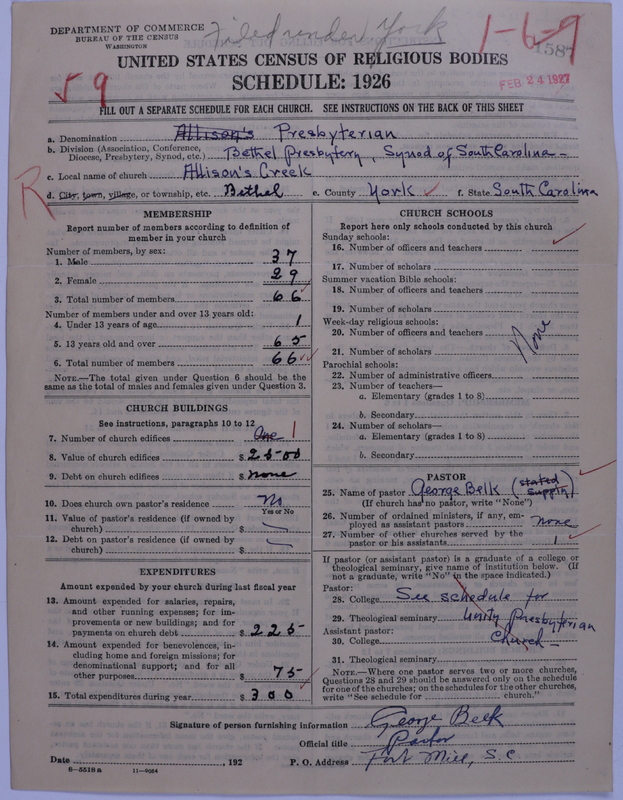 Filed under York
DEPARTMENT OF COMMERCE
BUREAU OF THE CENSUS
WASHINGTON
1-6-9
1587
UNITED STATES CENSUS OF RELIGIOUS BODIES
SCHEDULE: 1926
FEB 24 1927
59
FILL OUT A SEPARATE SCHEDULE FOR EACH CHURCH. SEE INSTRUCTIONS ON THE BACK OF THIS SHEET
a. Denomination Allison's Presbyterian
b. Division (Association, Conference, Diocese, Presbytery, Synod, etc.) Bethel Presbytery, Synod of South Carolina
c. Local name of church Allison's Creek
R
d. City, town, village, or township, etc. Bethel e. County York f. State South Carolina
MEMBERSHIP
Report number of members according to definition of
member in your church
Number of members, by sex:
1. Male 37
2. Female 29
3. Total number of members 66
Number of members under and over 13 years old:
4. Under 13 years of age 1
5. 13 years old and over 65
6. Total number of members 66
NOTE.—The total given under Question 6 should be the
same as the total of males and females given under Question 3.
CHURCH BUILDINGS
See instructions, paragraphs 10 to 12
7. Number of church edifices One 1
8. Value of church edifices $ 2500
9. Debt on church edifices $ None
10. Does church own pastor's residence No
Yes or No
11. Value of pastor's residence (if owned by
church) $
12. Debt on pastor's residence (if owned by
church) $
EXPENDITURES
Amount expended by your church during last fiscal year
13. Amount expended for salaries, repairs,
and other running expenses; for im-
provements or new buildings; and for
payments on church debt $ 225
14. Amount expended for benevolences, in-
cluding home and foreign missions; for
denominational support; and for all
other purposes $ 75
15. Total expenditures during year $ 300
CHURCH SCHOOLS
Report here only schools conducted by this church
Sunday schools:
16. Number of officers and teachers
17. Number of scholars
Summer vacation Bible schools:
18. Number of officers and teachers
19. Number of scholars
Week-day religious schools:
20. Number of officers and teachers
None
21. Number of scholars
Parochial schools:
22. Number of administrative officers
23. Number of teachers—
a. Elementary (grades 1 to 8)
b. Secondary
24. Number of scholars—
a. Elementary (grades 1 to 8)
b. Secondary
PASTOR
25. Name of pastor George Belk (stated supply)
(If church has no pastor, write "None")
26. Number of ordained ministers, if any, em-
ployed as assistant pastors none
27. Number of other churches served by the
pastor or his assistants 1
If pastor (or assistant pastor) is a graduate of a college or
theological seminary, give name of institution below. (If
not a graduate, write "No" in the space indicated.)
Pastor:
28. College See schedule for
29. Theological seminary Unity Presbyterian
Assistant pastor:
30. College Church
31. Theological seminary
NOTE.—Where one pastor serves two or more churches,
Questions 28 and 29 should be answered only on the schedule
for one of the churches; on the schedules for the other churches,
write "See schedule for church."
Signature of person furnishing information George Belk
Official title Pastor
Date , 192 P. O. Address Fort Mill, S.C
6-5518a 11-9064